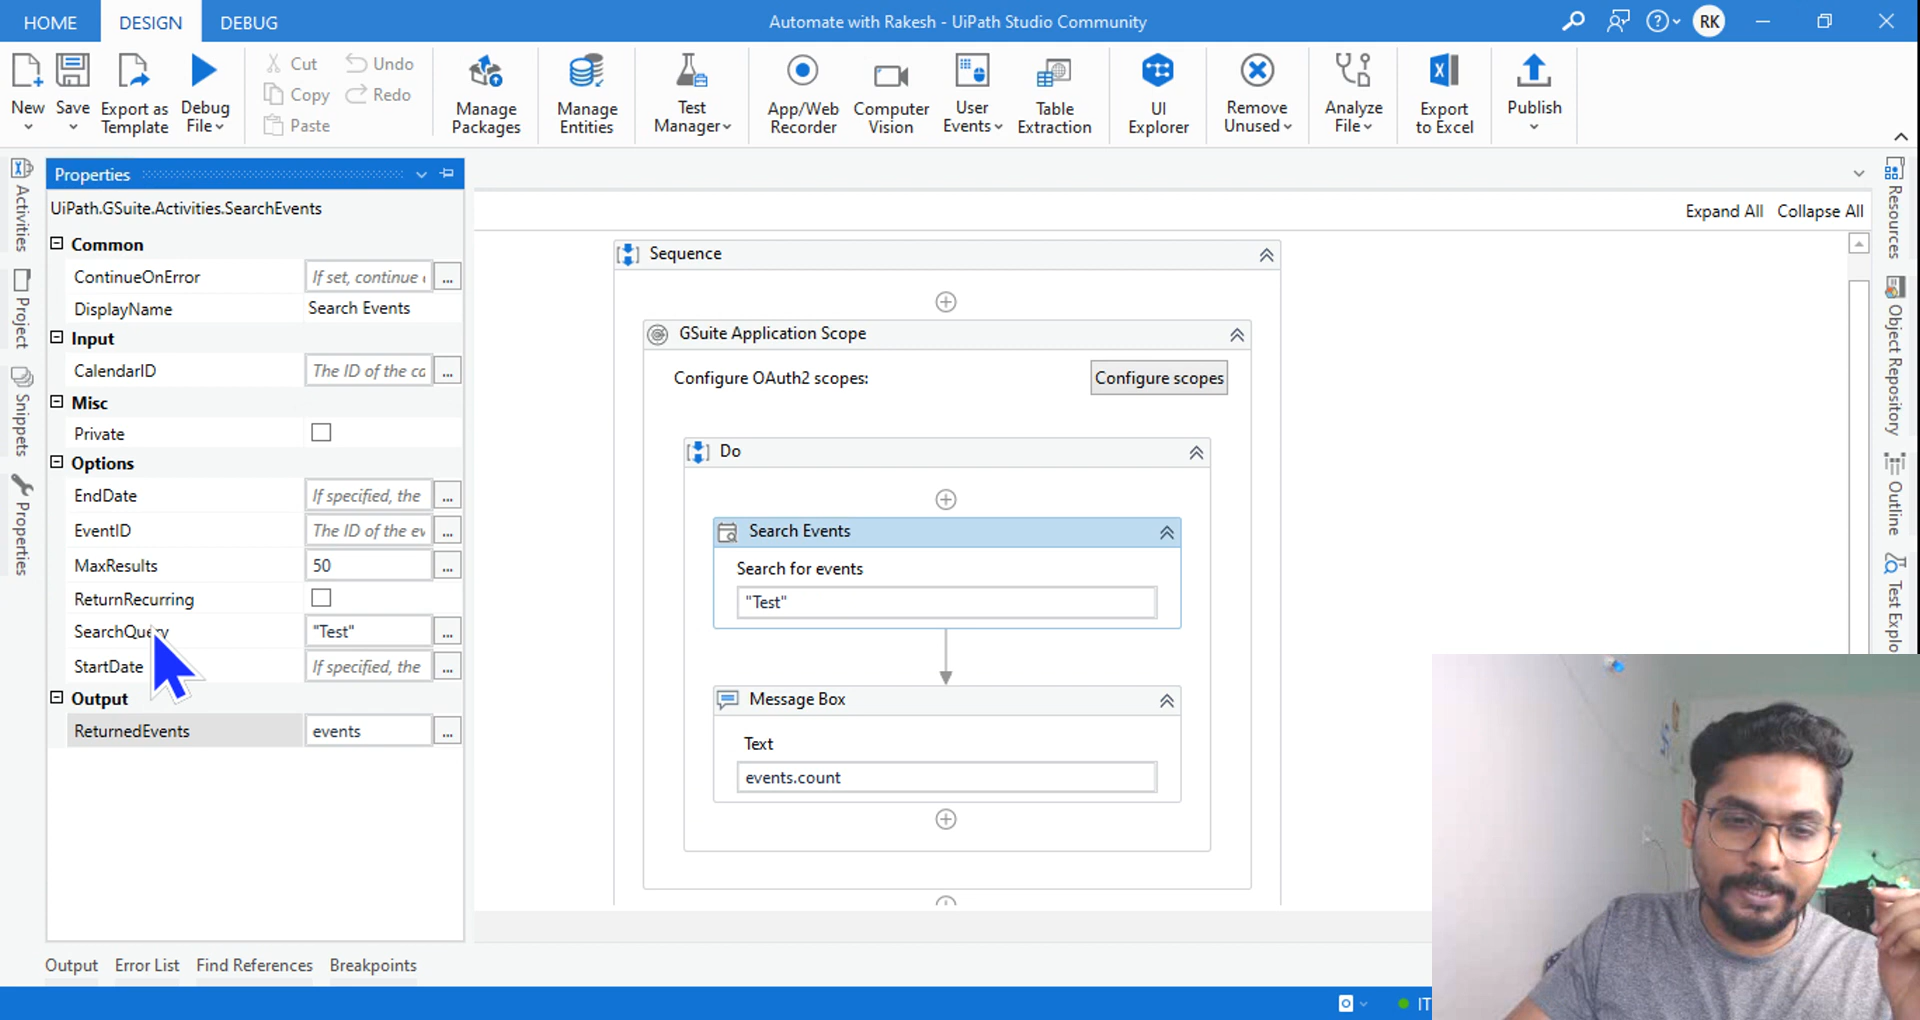 HOME
DESIGN
DEBUG
Automate with Rakesh - UiPath Studio Community
RK
New
Save
Export as
Template
Debug
File
Cut
Copy
Paste
Undo
Redo
Manage
Packages
Manage
Entities
Test
Manager
App/Web
Recorder
Computer
Vision
User
Events
Table
Extraction
UI
Explorer
Remove
Unused
Analyze
File
Export
to Excel
Publish
Activities
Project
Snippets
Properties
Properties
UiPath.GSuite.Activities.SearchEvents
Common
ContinueOnError
If set, continue
...
DisplayName
Search Events
Input
CalendarID
The ID of the ca
...
Misc
Private
Options
EndDate
If specified, the
...
EventID
The ID of the ev
...
MaxResults
50
...
ReturnRecurring
SearchQuery
"Test"
...
StartDate
If specified, the
...
Output
ReturnedEvents
events
...
Expand All
Collapse All
Sequence
GSuite Application Scope
Configure OAuth2 scopes:
Configure scopes
Do
Search Events
Search for events
"Test"
Message Box
Text
events.count
Resources
Object Repository
Outline
Test Explo
Output
Error List
Find References
Breakpoints
IT